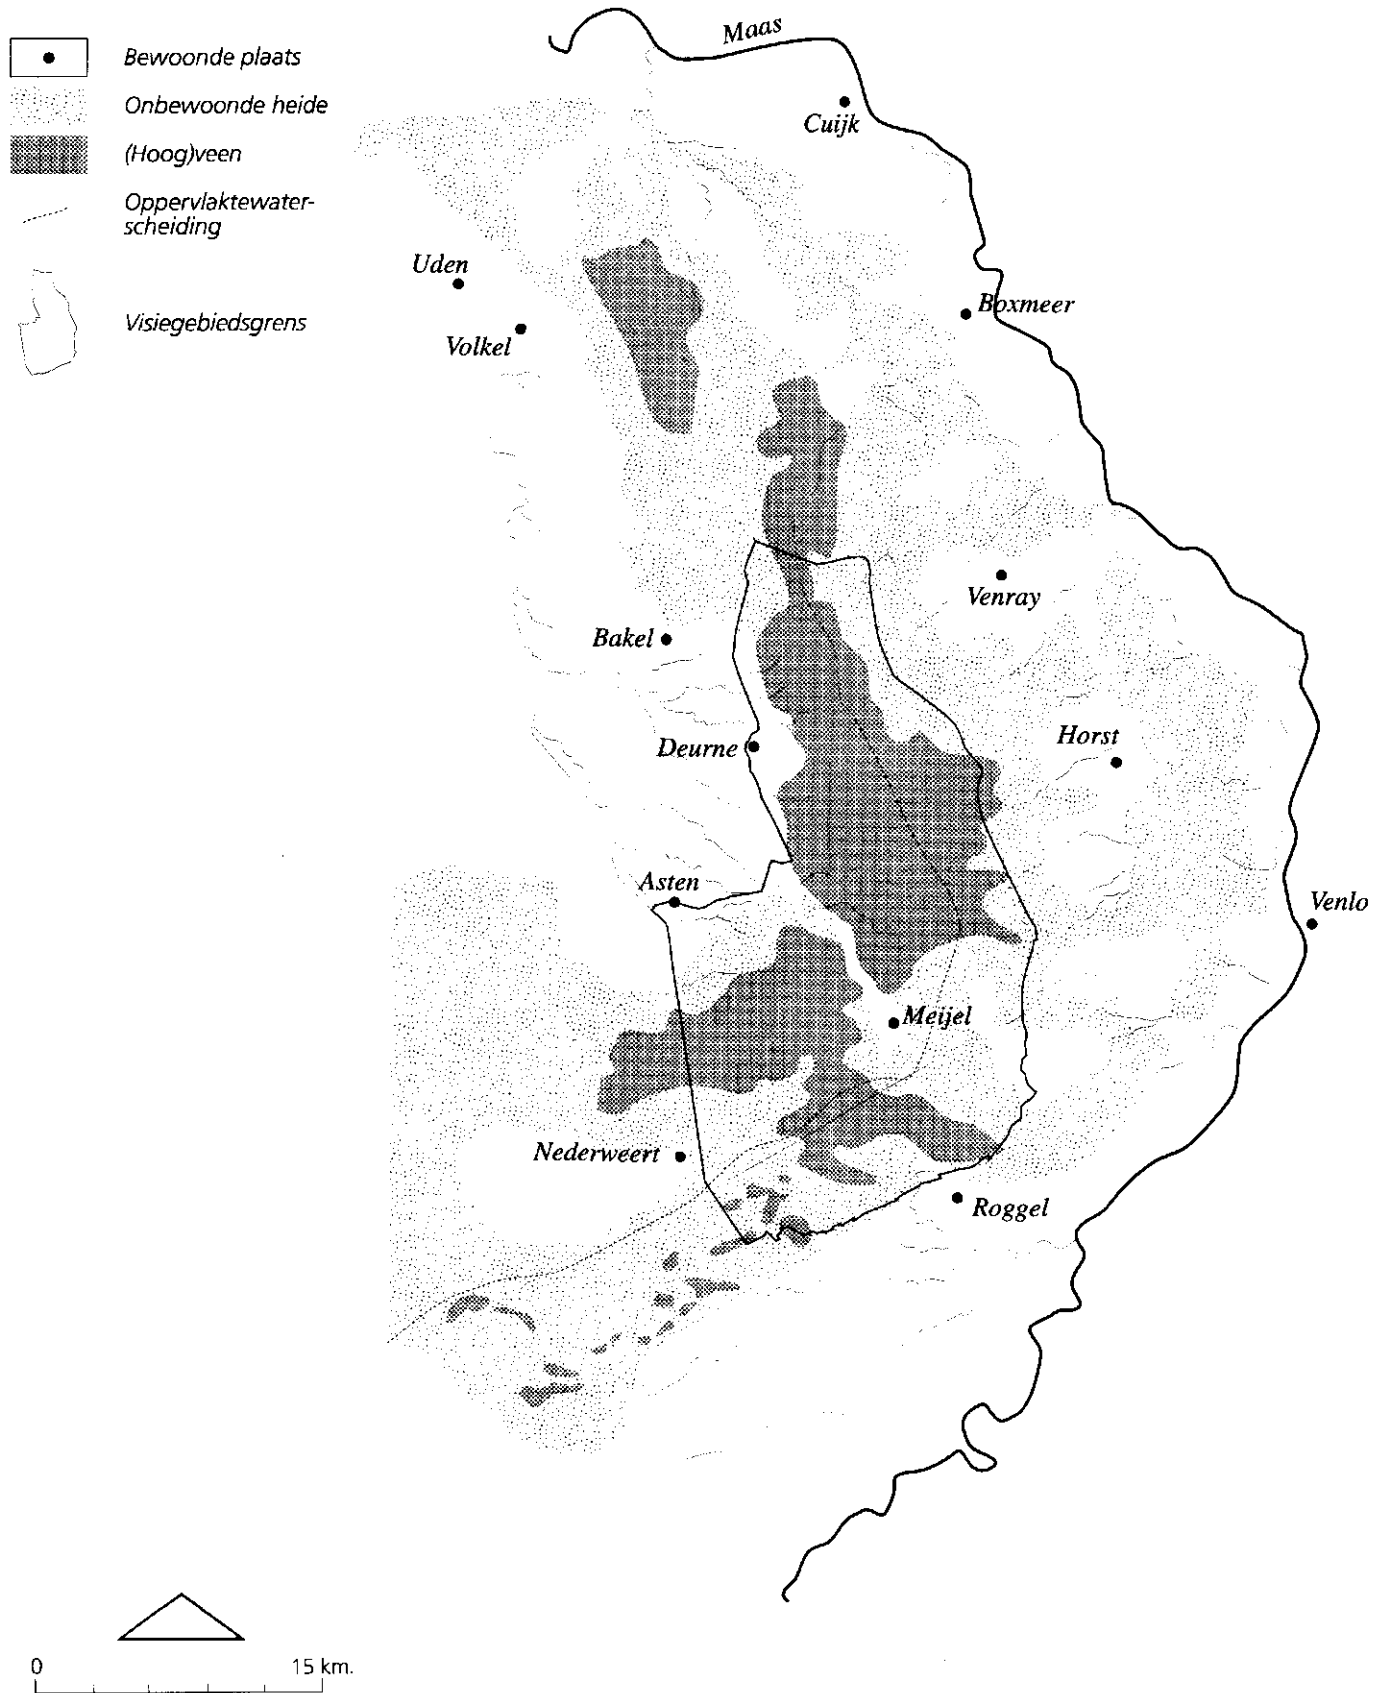 Bewoonde plaats
Onbewoonde heide
(Hoog)veen
Oppervlaktewater-
scheiding
Visiegebiedsgrens
Maas
Cuijk
Uden
Volkel
Boxmeer
Venray
Bakel
Deurne
Horst
Asten
Venlo
Meijel
Nederweert
Roggel
0 15 km.